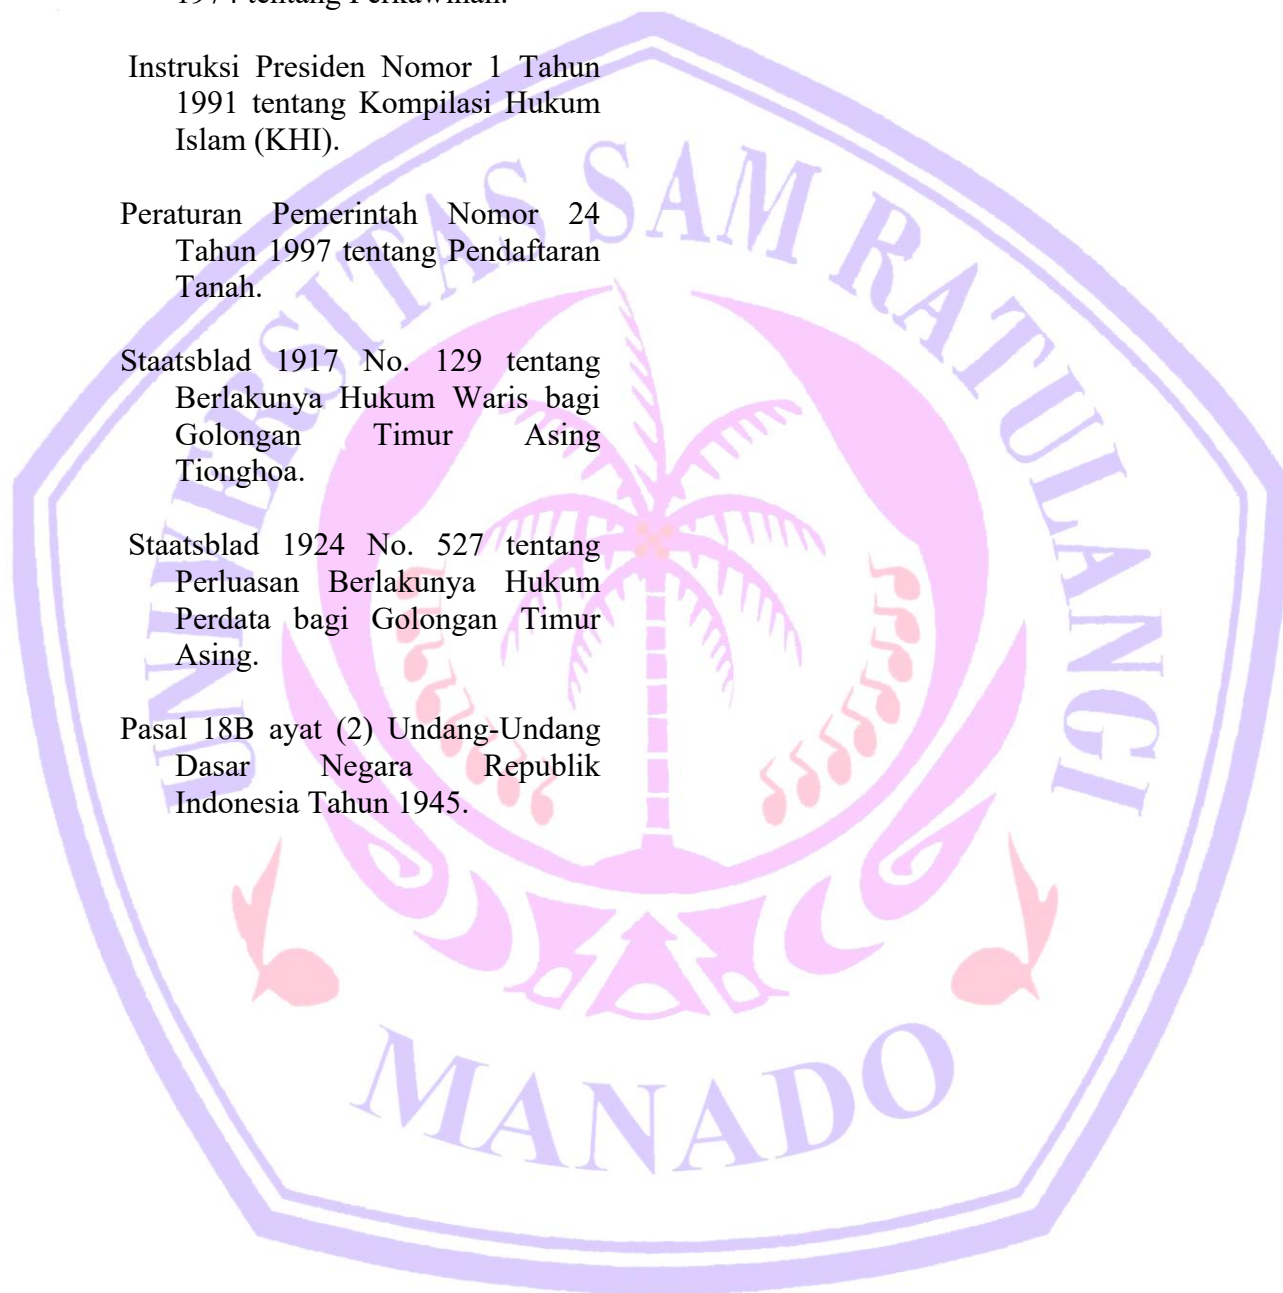 1974 tentang Perkawinan.
Instruksi Presiden Nomor 1 Tahun
1991 tentang Kompilasi Hukum
Islam (KHI).
Peraturan Pemerintah Nomor 24
Tahun 1997 tentang Pendaftaran
Tanah.
Staatsblad 1917 No. 129 tentang
Berlakunya Hukum Waris bagi
Golongan Timur Asing
Tionghoa.
Staatsblad 1924 No. 527 tentang
Perluasan Berlakunya Hukum
Perdata bagi Golongan Timur
Asing.
Pasal 18B ayat (2) Undang-Undang
Dasar Negara Republik
Indonesia Tahun 1945.
UNIVERSITAS SAM RATULANGI
MANADO